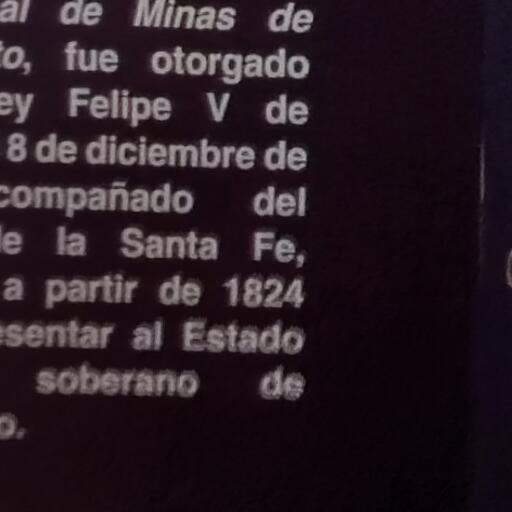 al de Minas de
to, fue otorgado
ey Felipe V de
8 de diciembre de
compañado del
de la Santa Fe,
a partir de 1824
esentar al Estado
soberano de
o.